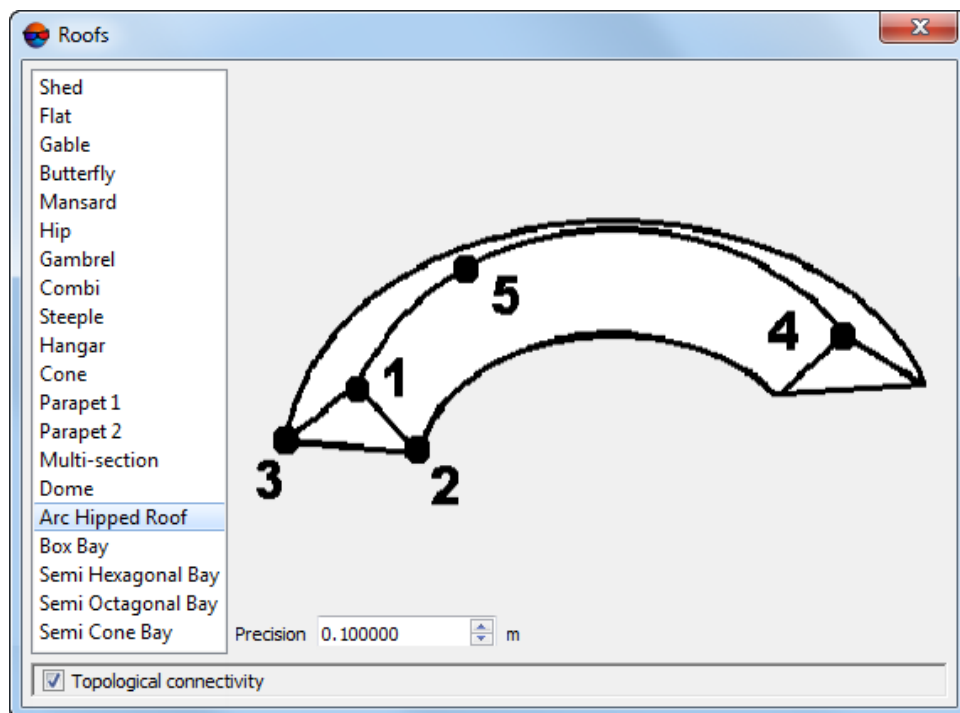 Roofs
Shed
Flat
Gable
Butterfly
Mansard
Hip
Gambrel
Combi
Steeple
Hangar
Cone
Parapet 1
Parapet 2
Multi-section
Dome
Arc Hipped Roof
Box Bay
Semi Hexagonal Bay
Semi Octagonal Bay
Semi Cone Bay
5
4
1
3
2
Precision 0.100000 m
Topological connectivity